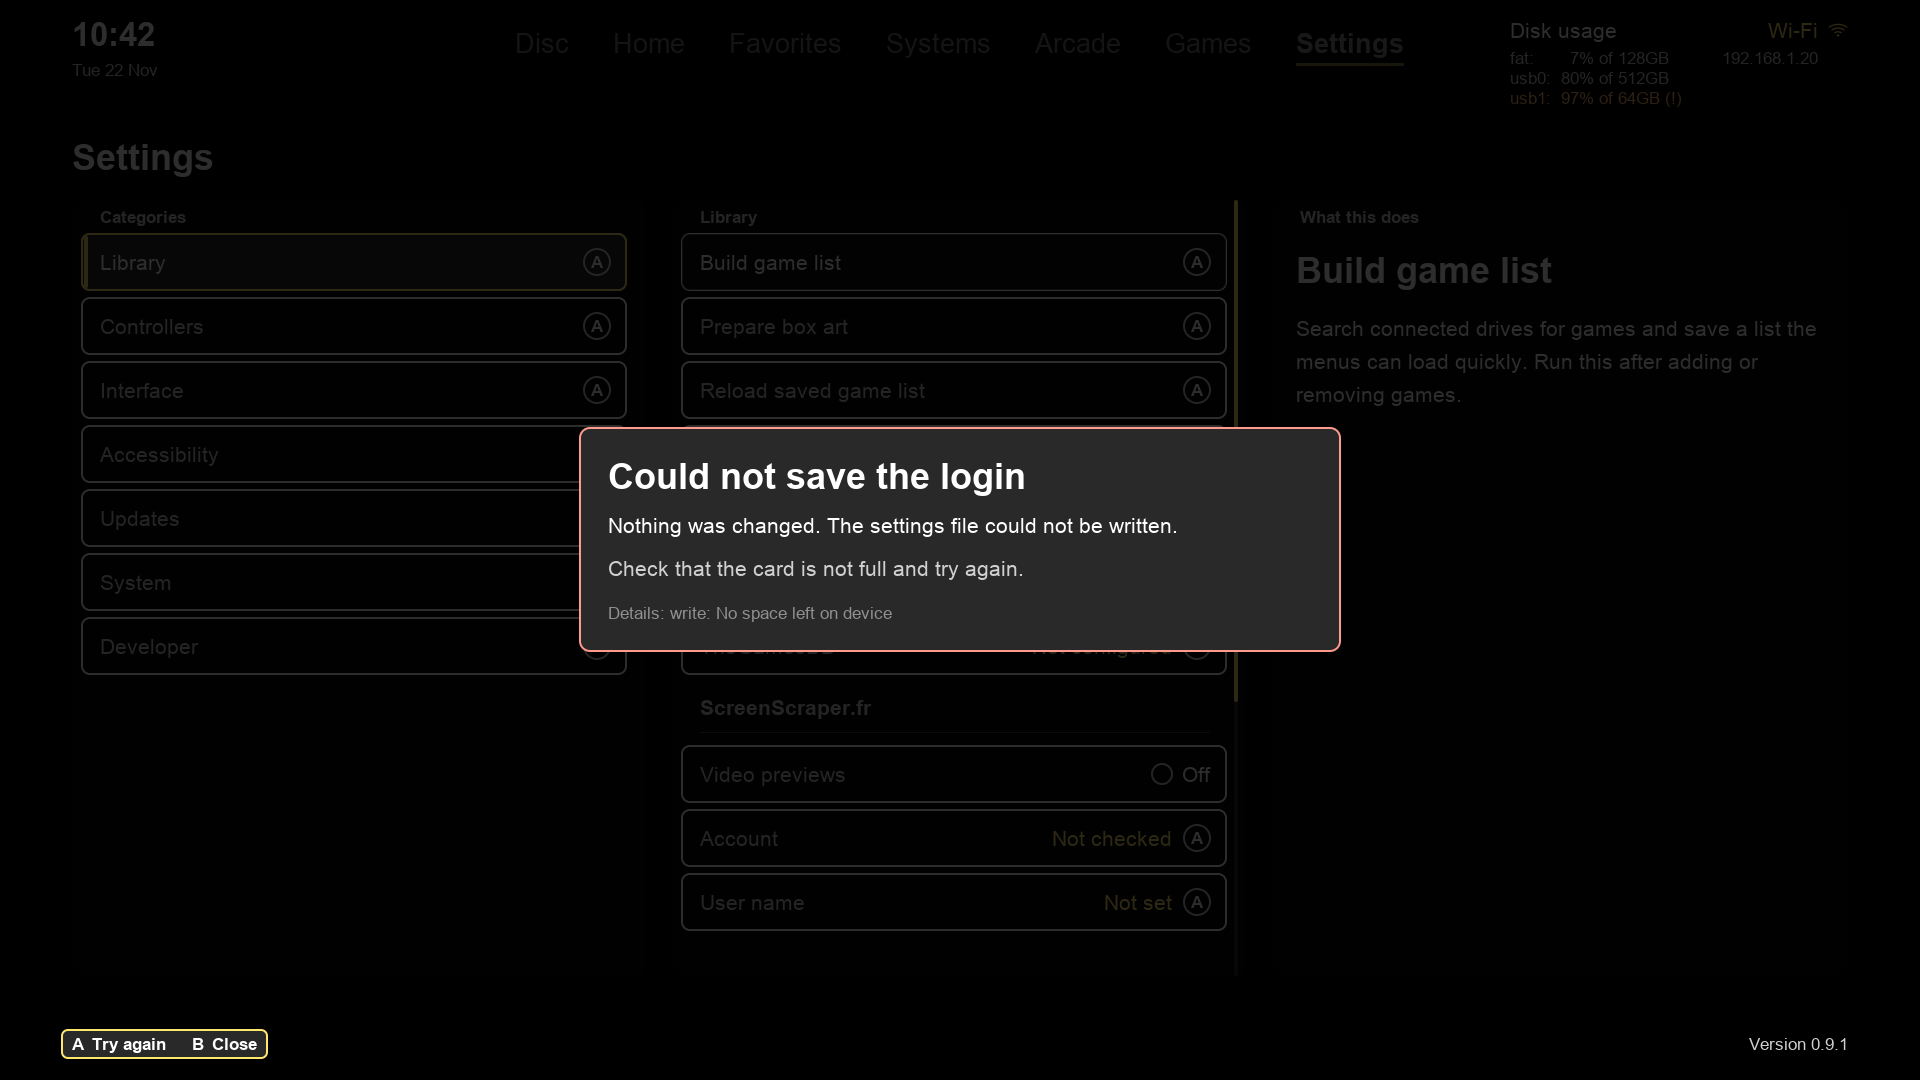 10:42
Tue 22 Nov
Disc Home Favorites Systems Arcade Games Settings
Disk usage
fat: 7% of 128GB
usb0: 80% of 512GB
usb1: 97% of 64GB (!)
Wi-Fi
192.168.1.20
Settings
Categories
Library A
Controllers A
Interface A
Accessibility
Updates
System
Developer
Library
Build game list A
Prepare box art A
Reload saved game list A
Could not save the login
Nothing was changed. The settings file could not be written.
Check that the card is not full and try again.
Details: write: No space left on device
ScreenScraper.fr
Video previews Off
Account Not checked A
User name Not set A
What this does
Build game list
Search connected drives for games and save a list the
menus can load quickly. Run this after adding or
removing games.
A Try again B Close
Version 0.9.1